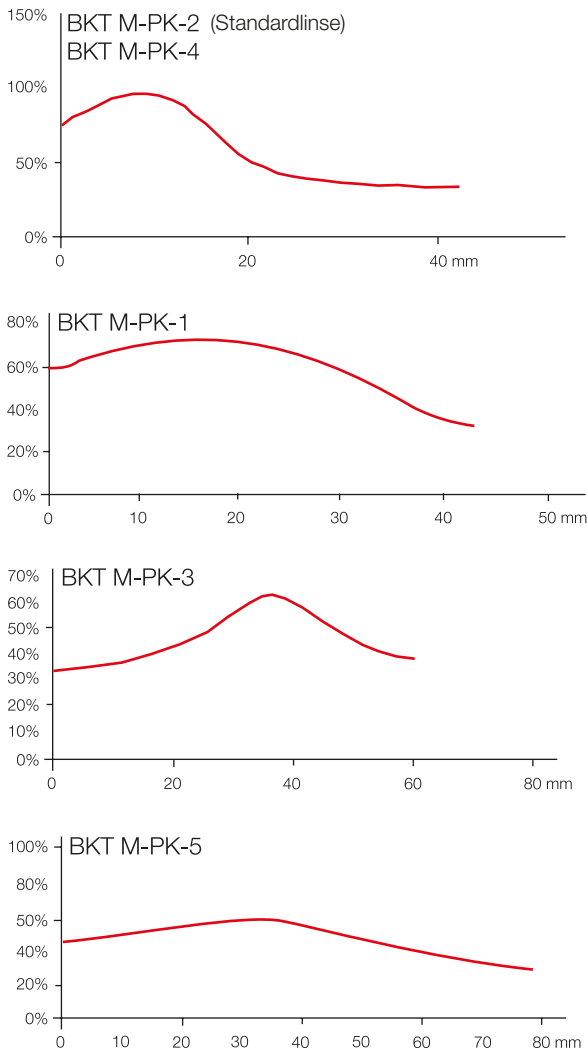 150%
BKT M-PK-2 (Standardlinse)
BKT M-PK-4
100%
50%
0%
0 20 40 mm
80%
BKT M-PK-1
60%
40%
20%
0%
0 10 20 30 40 50 mm
70%
BKT M-PK-3
60%
50%
40%
30%
20%
10%
0%
0 20 40 60 80 mm
100%
BKT M-PK-5
80%
50%
40%
20%
0%
0 10 20 30 40 50 60 70 80 mm